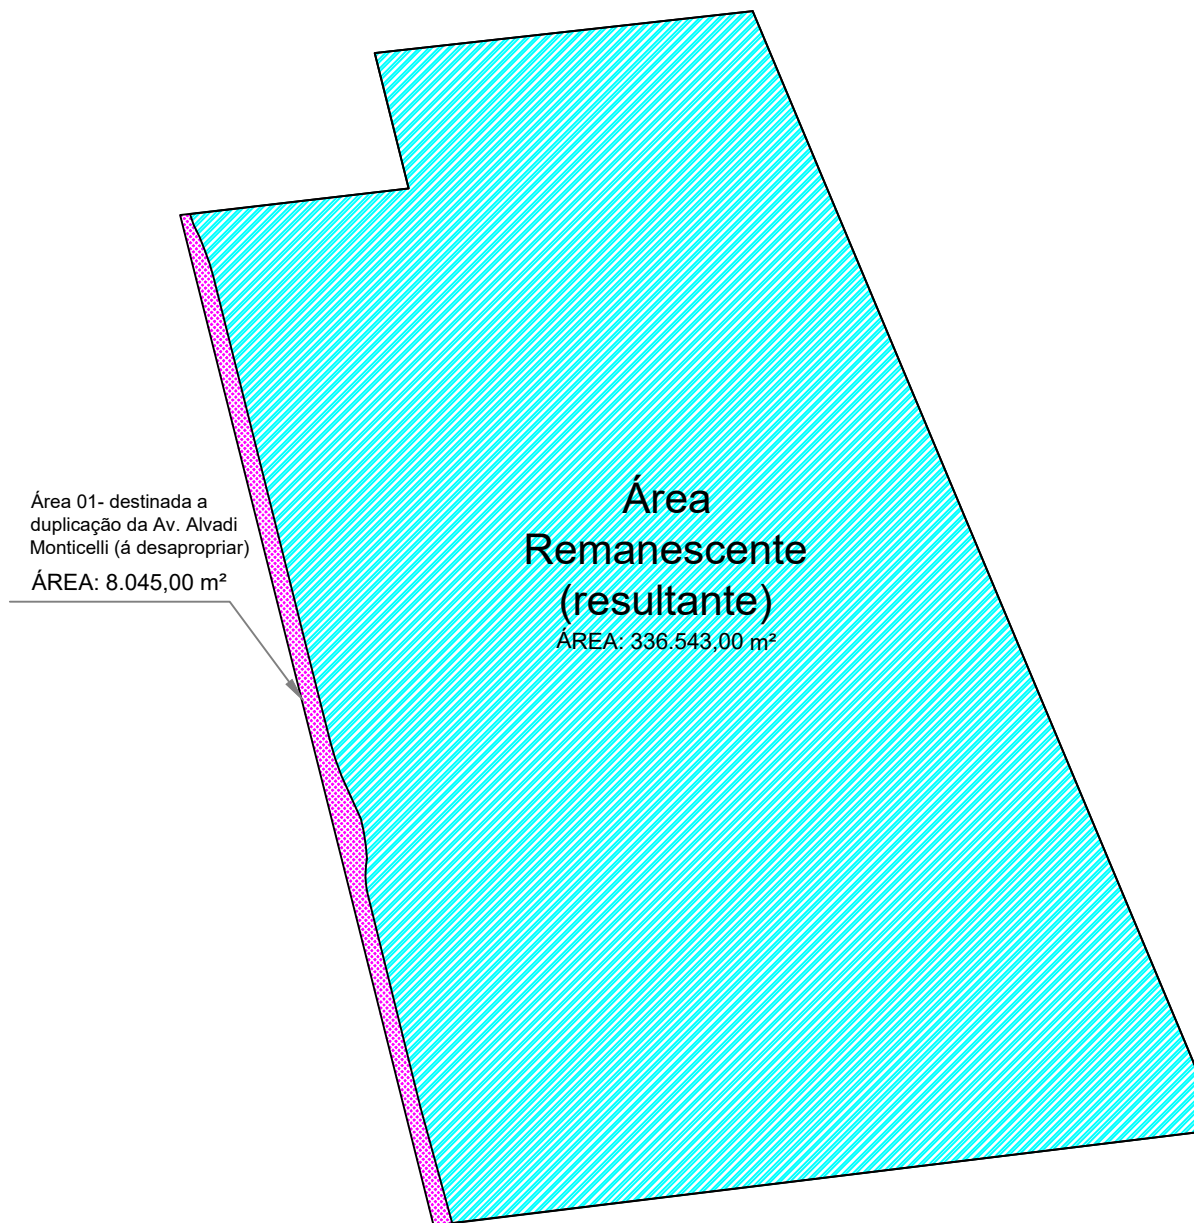 Área 01- destinada a
duplicação da Av. Alvadi
Monticelli (á desapropriar)
ÁREA: 8.045,00 m²
Área
Remanescente
(resultante)
ÁREA: 336.543,00 m²